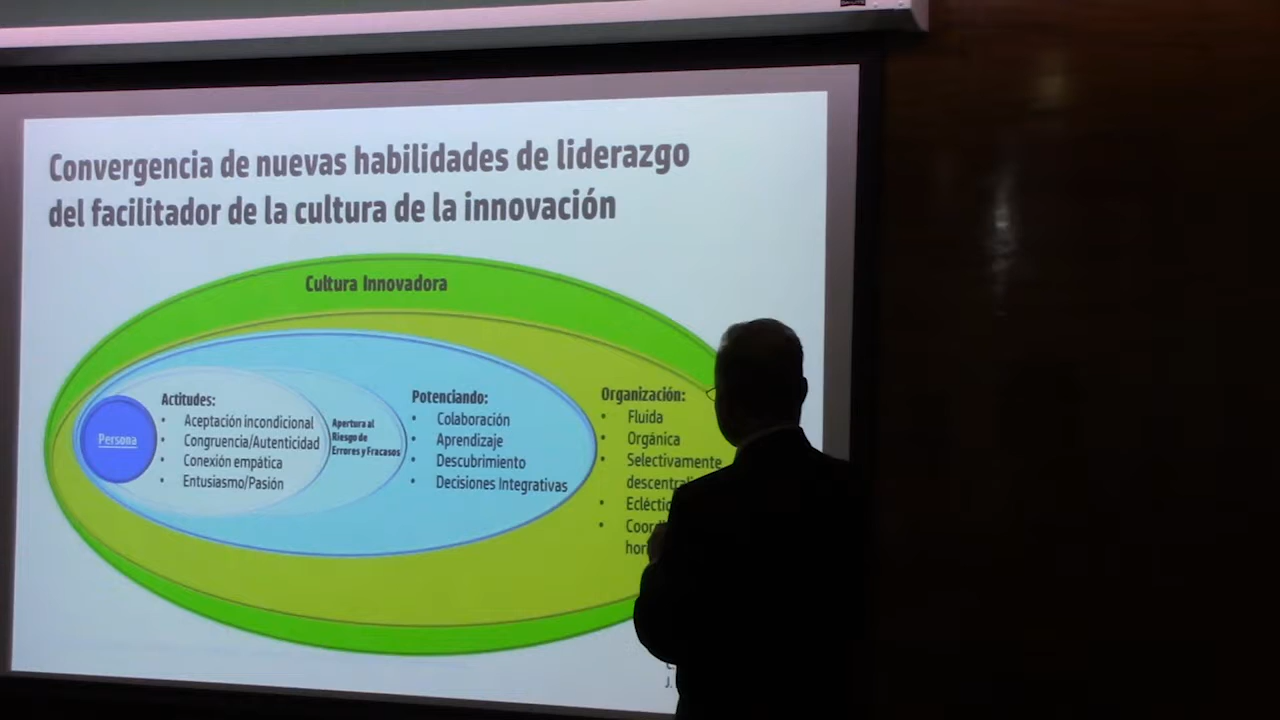 Convergencia de nuevas habilidades de liderazgo
del facilitador de la cultura de la innovación
Cultura Innovadora
Persona
Actitudes:
• Aceptación incondicional
• Congruencia/Autenticidad
• Conexión empática
• Entusiasmo/Pasión
Apertura al
Riesgo de
Errores y Fracasos
Potenciando:
• Colaboración
• Aprendizaje
• Descubrimiento
• Decisiones Integrativas
Organización:
• Fluida
• Orgánica
• Selectivamente